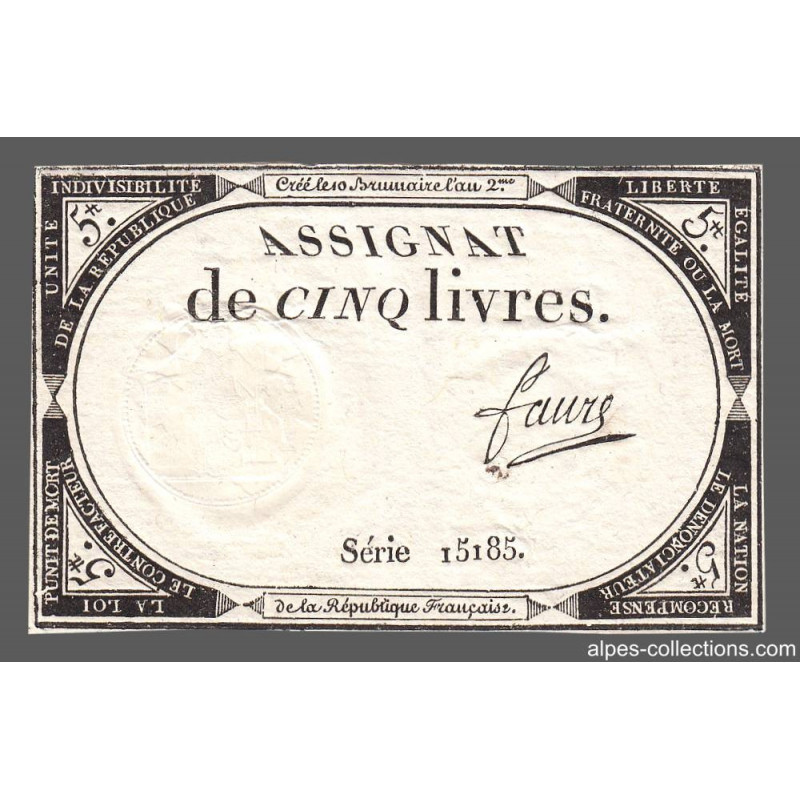 Créé le 10 Brumaire l'an 2.me
UNITE INDIVISIBILITE
DE LA REPUBLIQUE
5₶.
LIBERTE EGALITÉ
FRATERNITE OU LA MORT
5₶.
ASSIGNAT
de CINQ livres.
faure
Série 15185.
LA LOI PUNIT DE MORT
LE CONTREFACTEUR
5₶.
LA NATION RÉCOMPENSE
LE DENONCIATEUR
5₶.
de la République Française.
alpes-collections.com